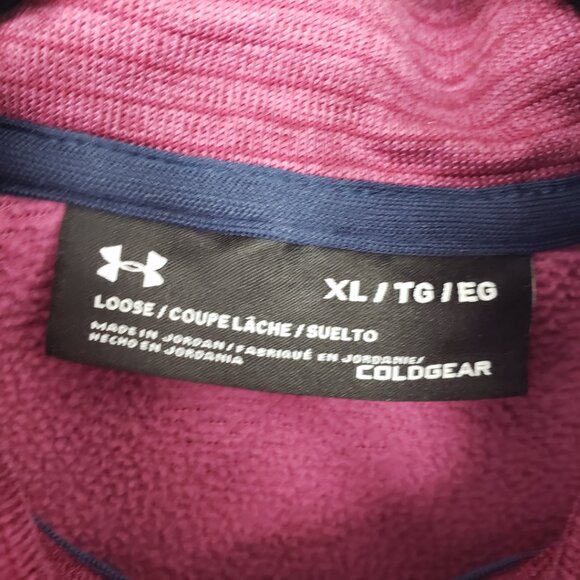 XL / TG / EG
LOOSE / COUPE LÂCHE / SUELTO
MADE IN JORDAN / FABRIQUÉ EN JORDANIE/
HECHO EN JORDANIA
COLDGEAR